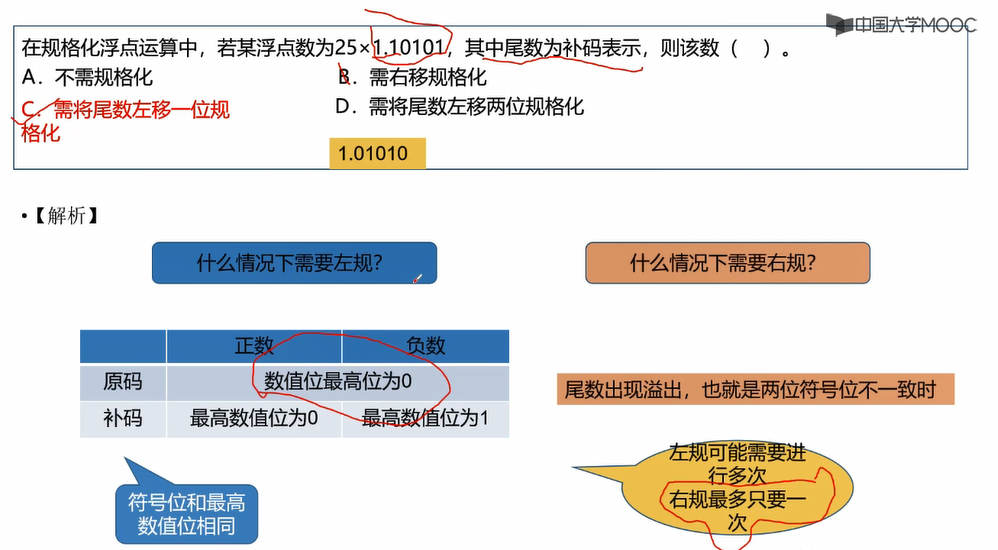 中国大学MOOC
在规格化浮点运算中，若某浮点数为25×1.10101，其中尾数为补码表示，则该数（ ）。
A．不需规格化
B．需右移规格化
C．需将尾数左移一位规
格化
D．需将尾数左移两位规格化
1.01010
•【解析】
什么情况下需要左规？
什么情况下需要右规？
正数 负数
原码 数值位最高位为0
补码 最高数值位为0 最高数值位为1
尾数出现溢出，也就是两位符号位不一致时
符号位和最高
数值位相同
左规可能需要进
行多次
右规最多只要一
次